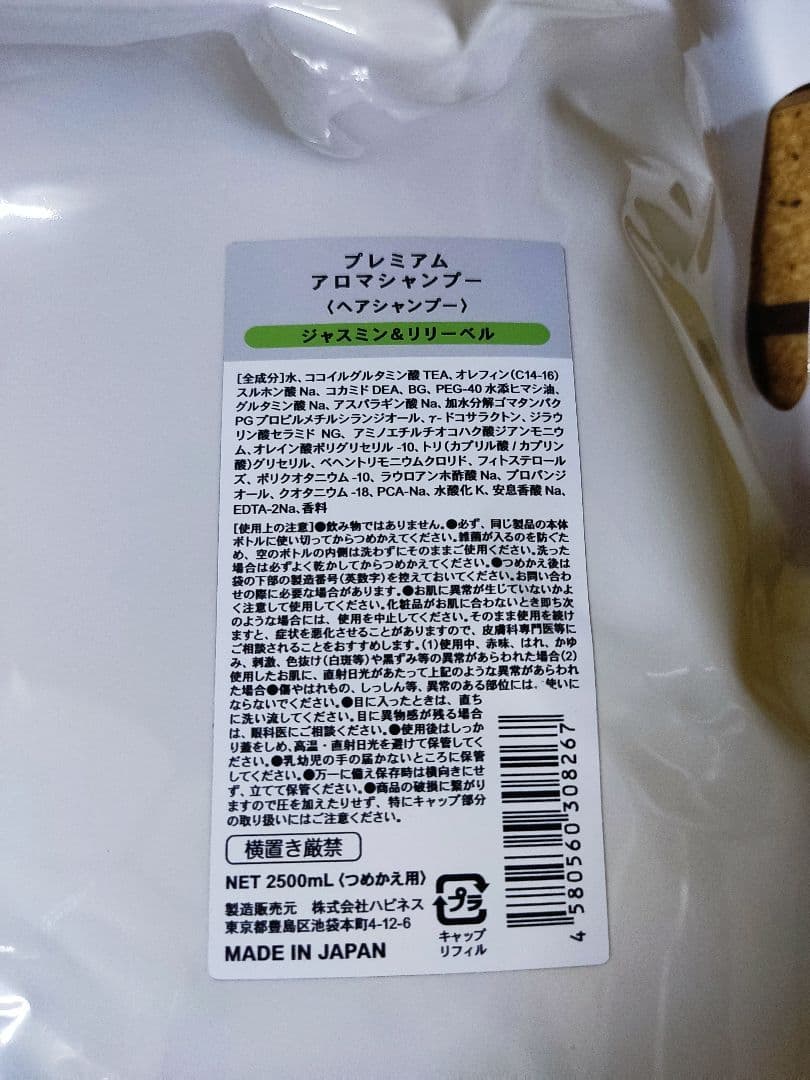 プレミアム
アロマシャンプー
〈ヘアシャンプー〉
ジャスミン&リリーベル
[全成分]水、ココイルグルタミン酸TEA、オレフィン(C14-16)
スルホン酸Na、コカミドDEA、BG、PEG-40水添ヒマシ油、
グルタミン酸Na、アスパラギン酸Na、加水分解ゴマタンパク
PGプロピルメチルシランジオール、γ-ドコサラクトン、ジラウ
リン酸セラミド NG、アミノエチルチオコハク酸ジアンモニウ
ム、オレイン酸ポリグリセリル-10、トリ(カプリル酸/カプリン
酸)グリセリル、ベヘントリモニウムクロリド、フィトステロール
ズ、ポリクオタニウム-10、ラウロアンホ酢酸Na、プロパンジ
オール、クオタニウム-18、PCA-Na、水酸化K、安息香酸Na、
EDTA-2Na、香料
[使用上の注意]●飲み物ではありません。●必ず、同じ製品の本体
ボトルに使い切ってからつめかえてください。雑菌が入るのを防ぐた
め、空のボトルの内側は洗わずにそのままご使用ください。洗った
場合は必ずよく乾かしてからつめかえてください。●つめかえ後は
袋の下部の製造番号(英数字)を控えておいてください。お問い合わ
せの際に必要な場合があります。●お肌に異常が生じていないかよ
く注意して使用してください。化粧品がお肌に合わないとき即ち次
のような場合には、使用を中止してください。そのまま使用を続け
ますと、症状を悪化させることがありますので、皮膚科専門医等に
ご相談されることをおすすめします。(1)使用中、赤味、はれ、かゆ
み、刺激、色抜け(白斑等)や黒ずみ等の異常があらわれた場合(2)
使用したお肌に、直射日光があたって上記のような異常があらわれ
た場合●傷やはれもの、しっしん等、異常のある部位には、使いに
ならないでください。●目に入ったときは、直ち
に洗い流してください。目に異物感が残る場合
は、眼科医にご相談ください。●使用後はしっか
り蓋をしめ、高温・直射日光を避けて保管してく
ださい。●乳幼児の手の届かないところに保管
してください。●万一に備え保存時は横向きにせ
ず、立てて保管ください。●商品の破損に繋がり
ますので圧を加えたりせず、特にキャップ部分
の取り扱いにはご注意ください。
横置き厳禁
NET 2500mL〈つめかえ用〉
製造販売元 株式会社ハピネス
東京都豊島区池袋本町4-12-6
MADE IN JAPAN
プラ
キャップ
リフィル
4 580560 308267